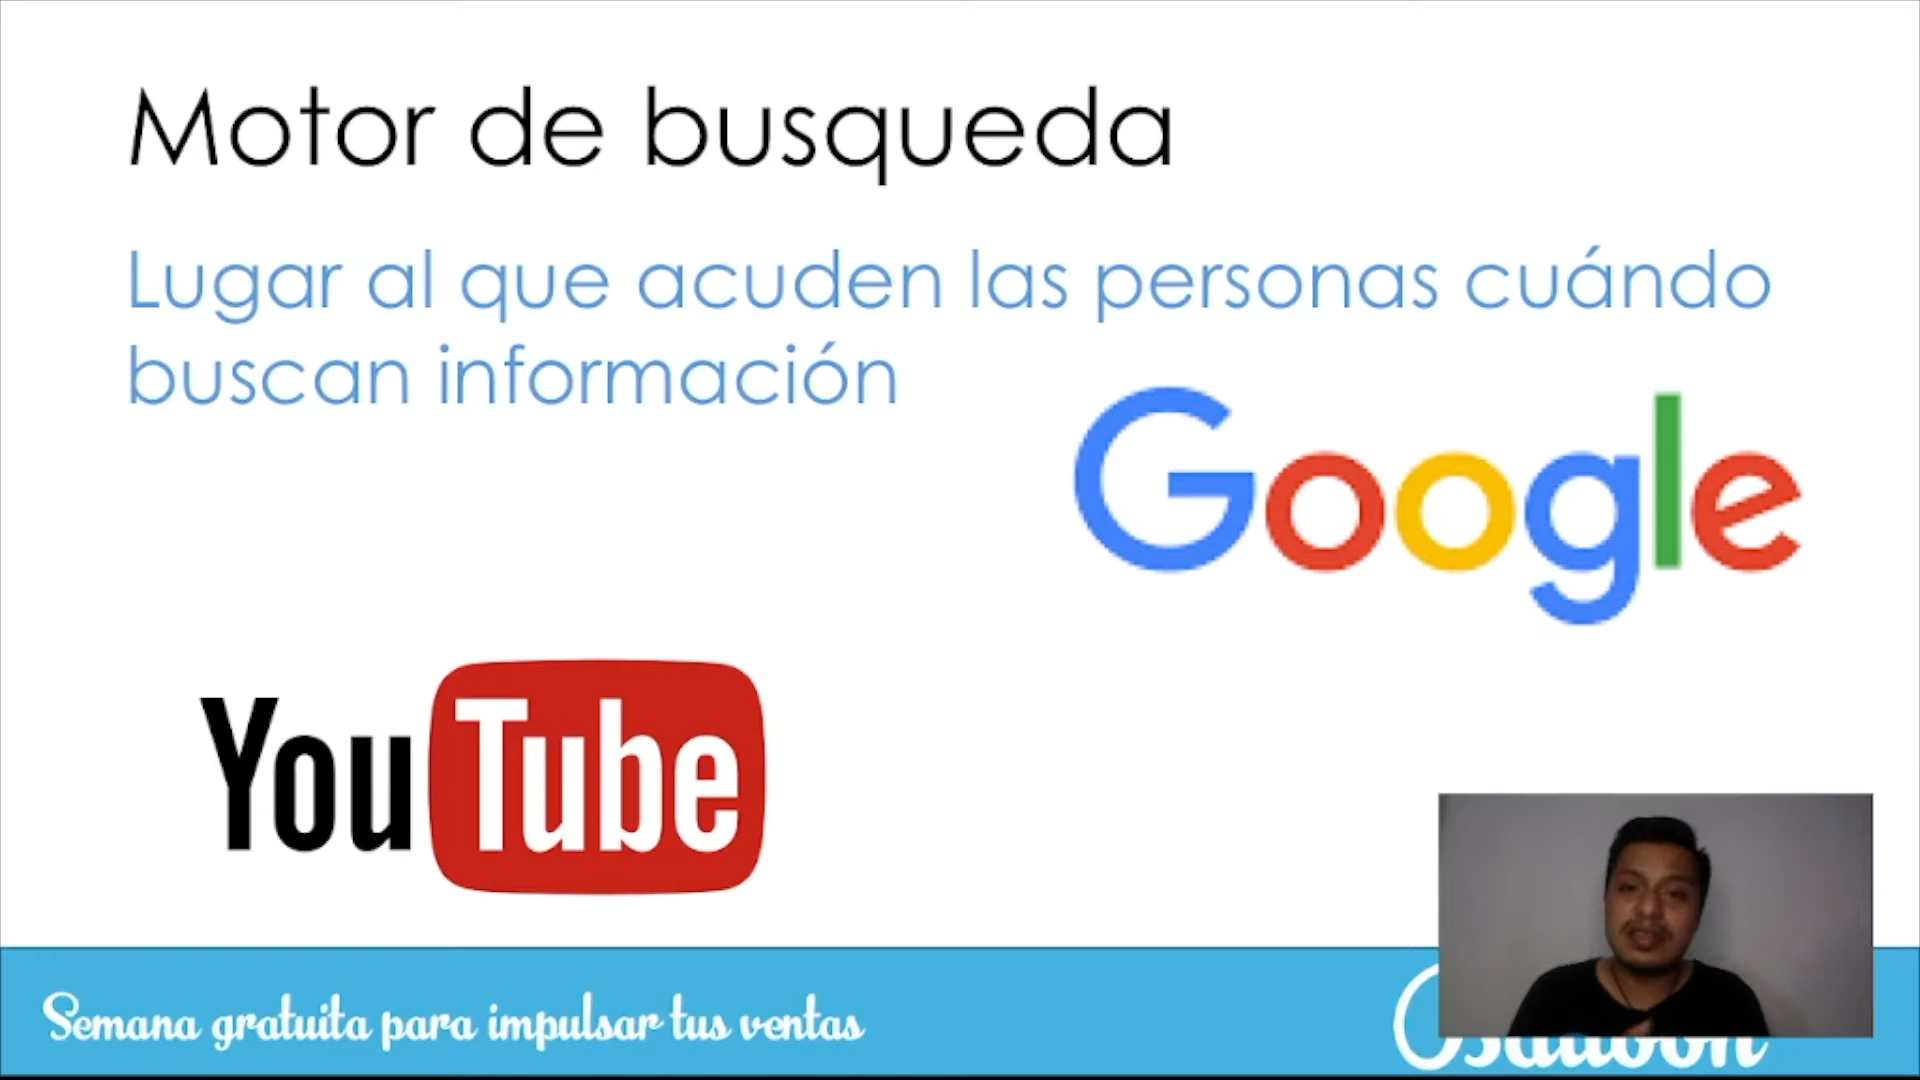 Motor de busqueda
Lugar al que acuden las personas cuándo
buscan información
Google
YouTube
Semana gratuita para impulsar tus ventas